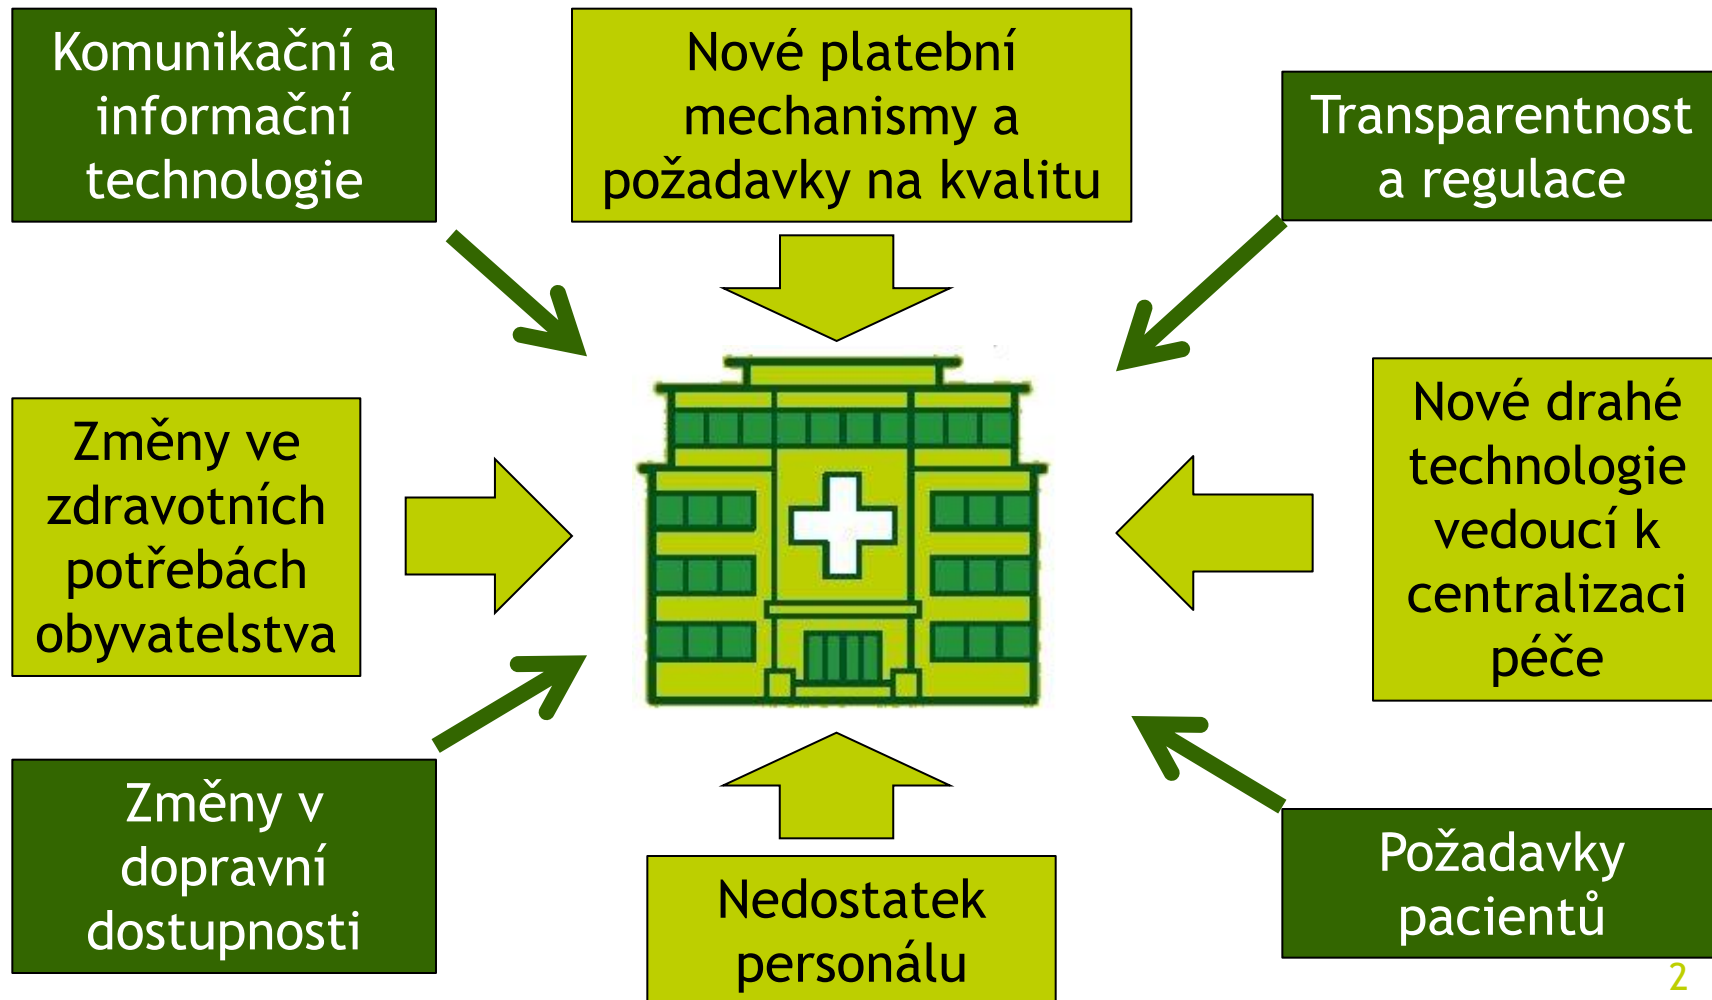 Komunikační a
informační
technologie
Nové platební
mechanismy a
požadavky na kvalitu
Transparentnost
a regulace
Změny ve
zdravotních
potřebách
obyvatelstva
Nové drahé
technologie
vedoucí k
centralizaci
péče
Změny v
dopravní
dostupnosti
Nedostatek
personálu
Požadavky
pacientů
2